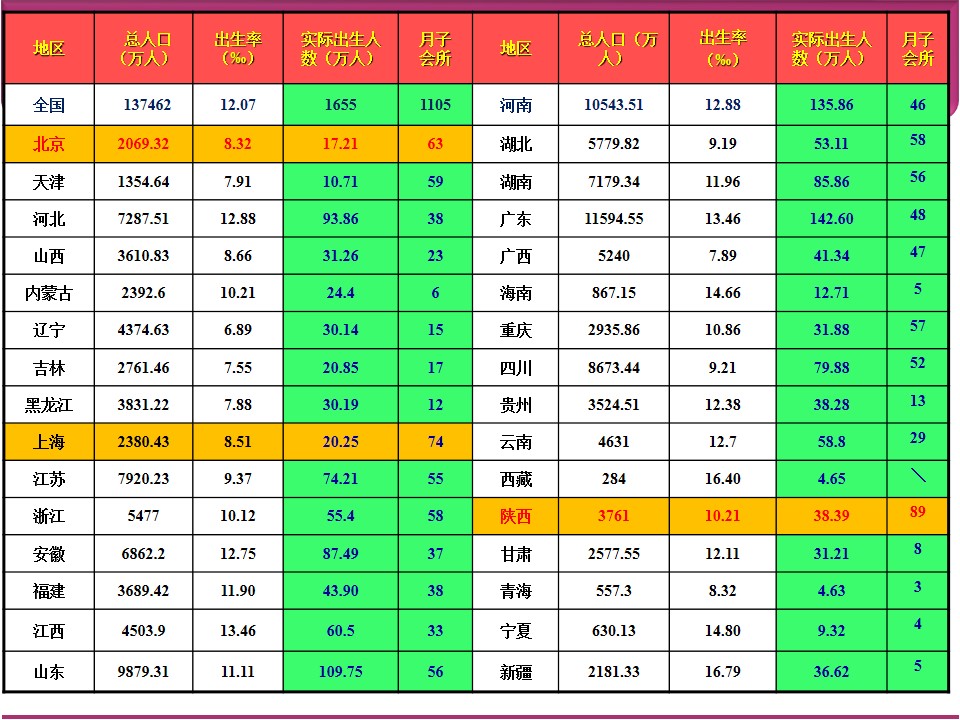 地区 总人口（万人） 出生率（‰） 实际出生人数（万人） 月子会所 地区 总人口（万人） 出生率（‰） 实际出生人数（万人） 月子会所
全国 137462 12.07 1655 1105 河南 10543.51 12.88 135.86 46
北京 2069.32 8.32 17.21 63 湖北 5779.82 9.19 53.11 58
天津 1354.64 7.91 10.71 59 湖南 7179.34 11.96 85.86 56
河北 7287.51 12.88 93.86 38 广东 11594.55 13.46 142.60 48
山西 3610.83 8.66 31.26 23 广西 5240 7.89 41.34 47
内蒙古 2392.6 10.21 24.4 6 海南 867.15 14.66 12.71 5
辽宁 4374.63 6.89 30.14 15 重庆 2935.86 10.86 31.88 57
吉林 2761.46 7.55 20.85 17 四川 8673.44 9.21 79.88 52
黑龙江 3831.22 7.88 30.19 12 贵州 3524.51 12.38 38.28 13
上海 2380.43 8.51 20.25 74 云南 4631 12.7 58.8 29
江苏 7920.23 9.37 74.21 55 西藏 284 16.40 4.65 ＼
浙江 5477 10.12 55.4 58 陕西 3761 10.21 38.39 89
安徽 6862.2 12.75 87.49 37 甘肃 2577.55 12.11 31.21 8
福建 3689.42 11.90 43.90 38 青海 557.3 8.32 4.63 3
江西 4503.9 13.46 60.5 33 宁夏 630.13 14.80 9.32 4
山东 9879.31 11.11 109.75 56 新疆 2181.33 16.79 36.62 5